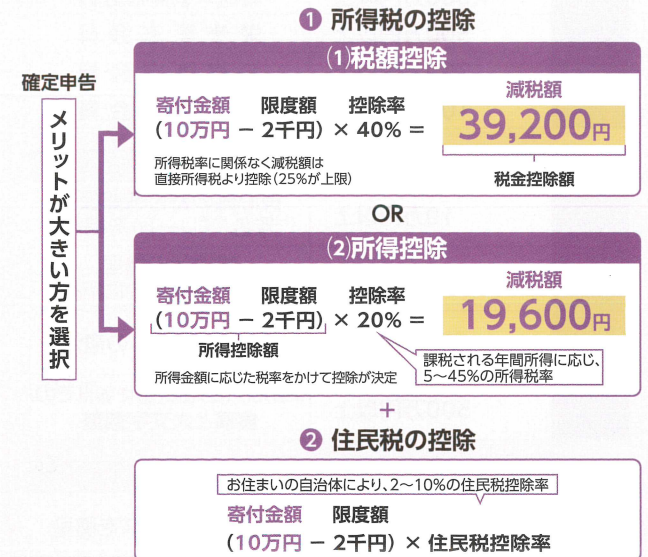 ❶ 所得税の控除
確定申告
メリットが大きい方を選択
(1)税額控除
寄付金額 限度額 控除率 減税額
(10万円 − 2千円) × 40% = 39,200円
所得税率に関係なく減税額は
直接所得税より控除(25%が上限)
税金控除額
OR
(2)所得控除
寄付金額 限度額 控除率 減税額
(10万円 − 2千円) × 20% = 19,600円
所得控除額
課税される年間所得に応じ、
5〜45%の所得税率
所得金額に応じた税率をかけて控除が決定
+
❷ 住民税の控除
お住まいの自治体により、2〜10%の住民税控除率
寄付金額 限度額
(10万円 − 2千円) × 住民税控除率